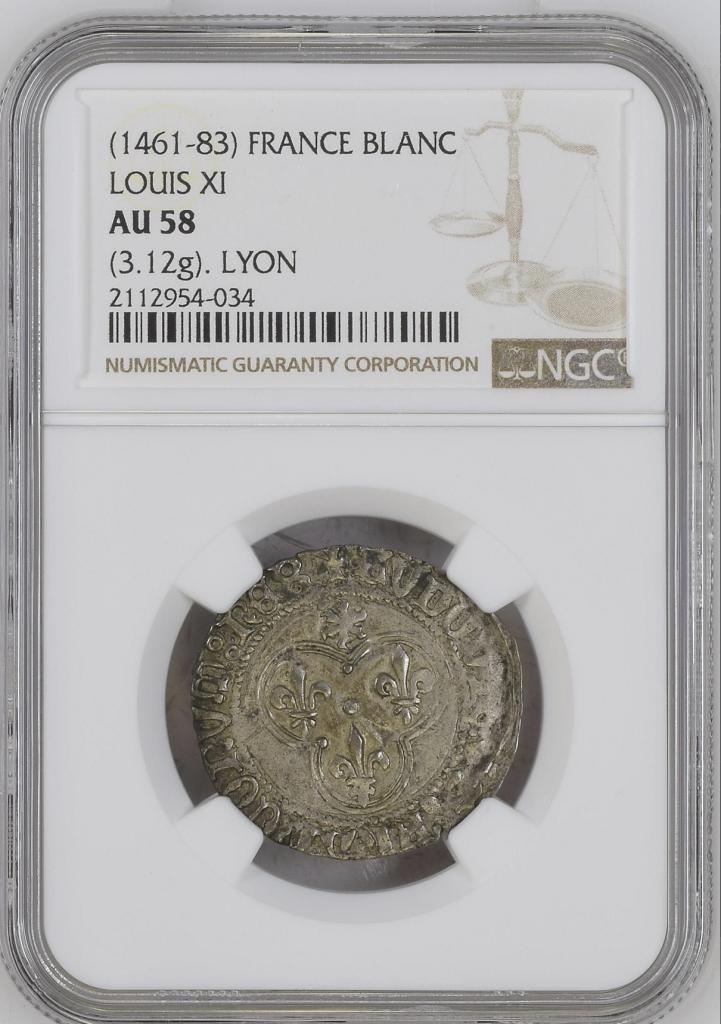 (1461-83) FRANCE BLANC
LOUIS XI
AU 58
(3.12g). LYON
2112954-034
NUMISMATIC GUARANTY CORPORATION
NGC